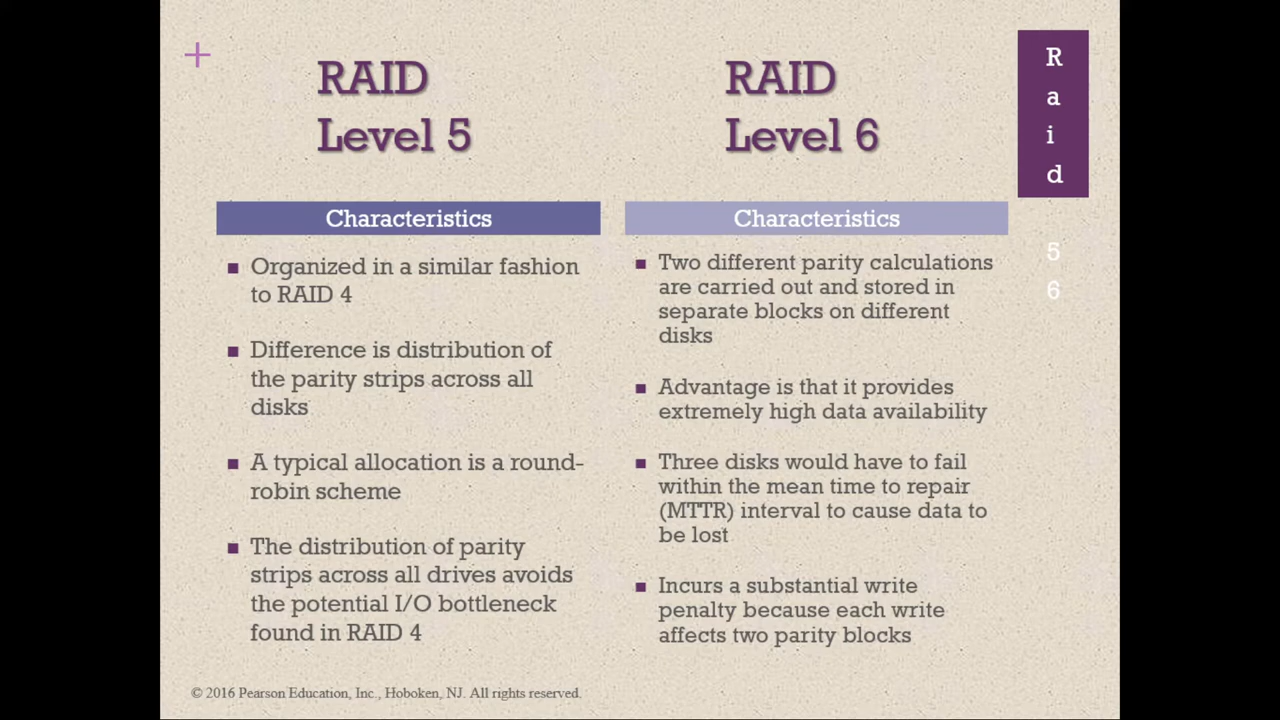 +
RAID
Level 5
Characteristics
■ Organized in a similar fashion
to RAID 4
■ Difference is distribution of
the parity strips across all
disks
■ A typical allocation is a round-
robin scheme
■ The distribution of parity
strips across all drives avoids
the potential I/O bottleneck
found in RAID 4
RAID
Level 6
Characteristics
■ Two different parity calculations
are carried out and stored in
separate blocks on different
disks
■ Advantage is that it provides
extremely high data availability
■ Three disks would have to fail
within the mean time to repair
(MTTR) interval to cause data to
be lost
■ Incurs a substantial write
penalty because each write
affects two parity blocks
R
a
i
d
5
6
© 2016 Pearson Education, Inc., Hoboken, NJ. All rights reserved.